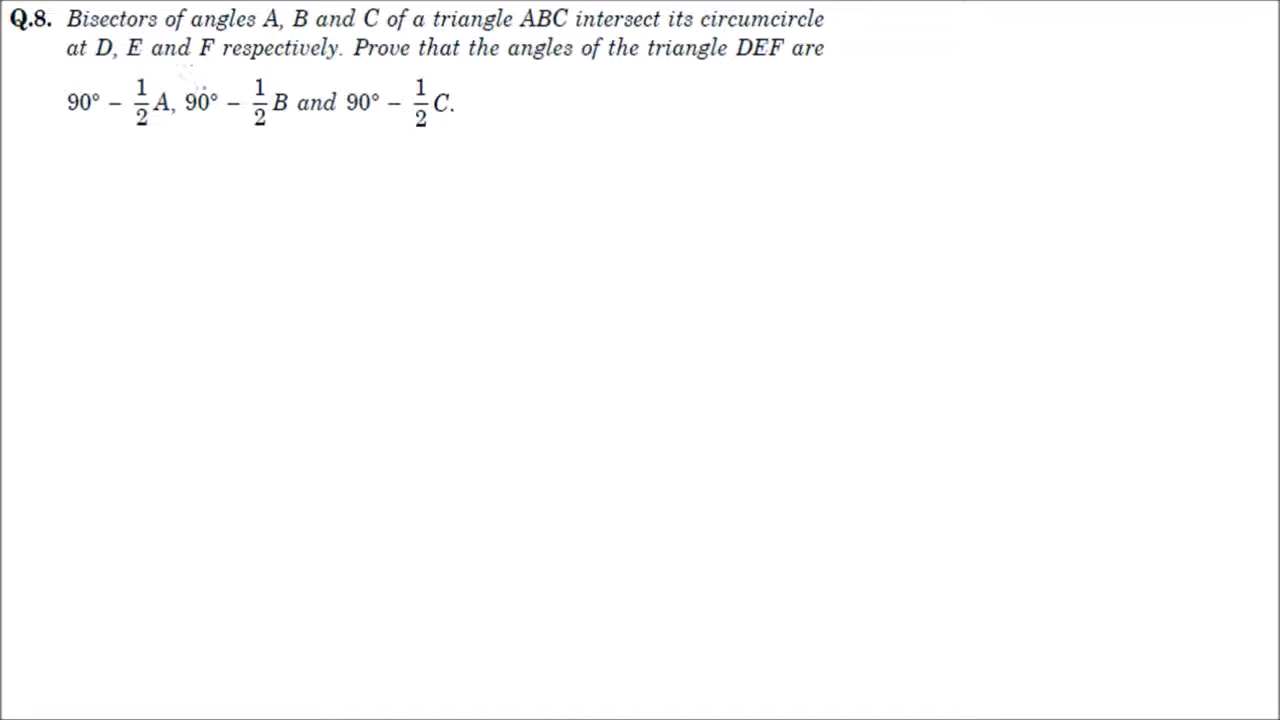 Q.8. Bisectors of angles A, B and C of a triangle ABC intersect its circumcircle
at D, E and F respectively. Prove that the angles of the triangle DEF are
90° – 1/2 A, 90° – 1/2 B and 90° – 1/2 C.